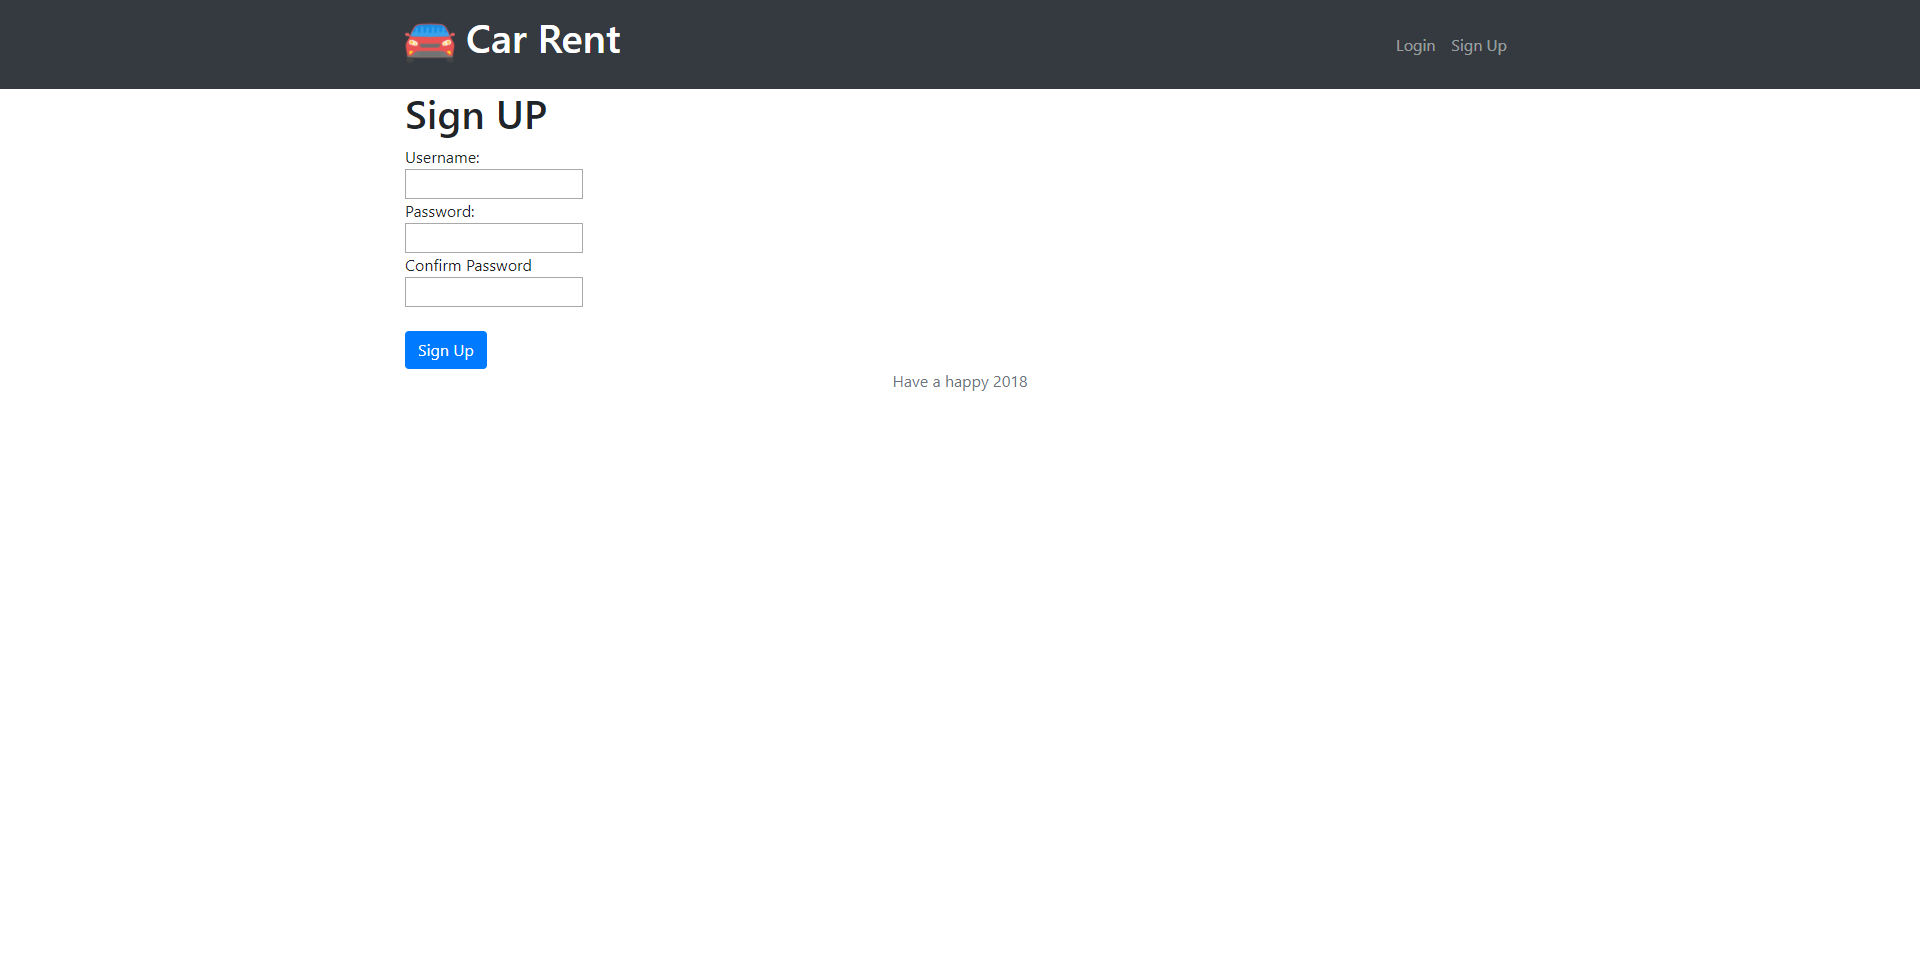 Car Rent
Login Sign Up
Sign UP
Username:
Password:
Confirm Password
Sign Up
Have a happy 2018